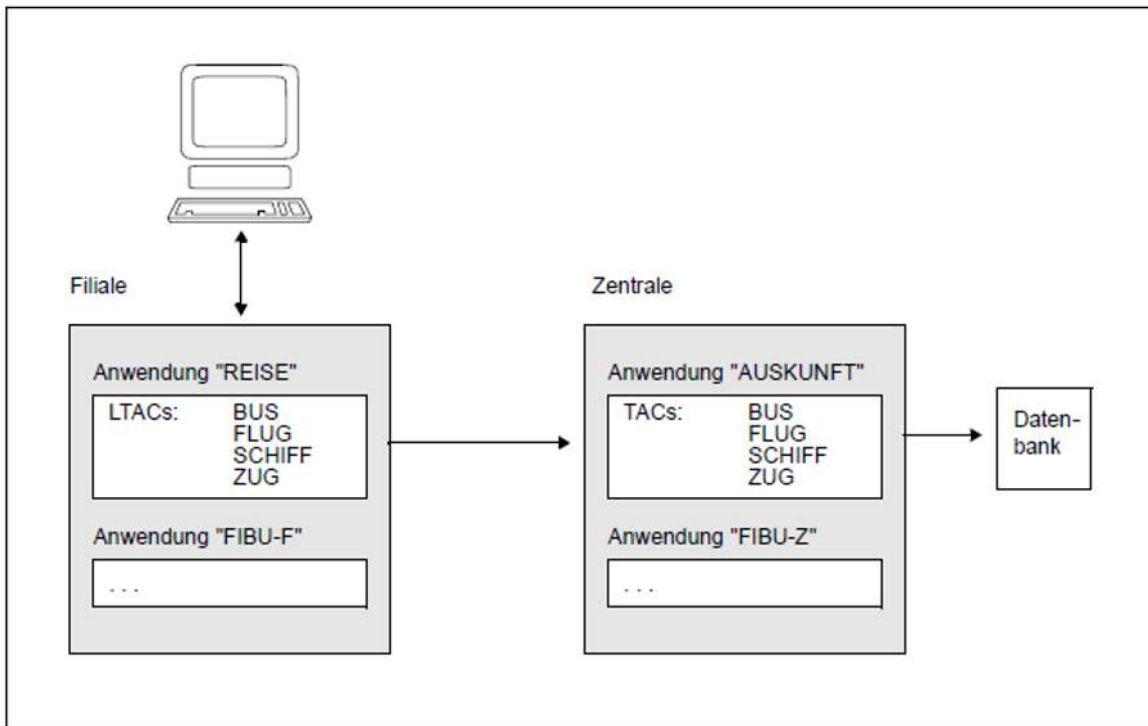 Filiale
Zentrale
Anwendung "REISE"
LTACs: BUS
FLUG
SCHIFF
ZUG
Anwendung "FIBU-F"
. . .
Anwendung "AUSKUNFT"
TACs: BUS
FLUG
SCHIFF
ZUG
Anwendung "FIBU-Z"
. . .
Daten-
bank